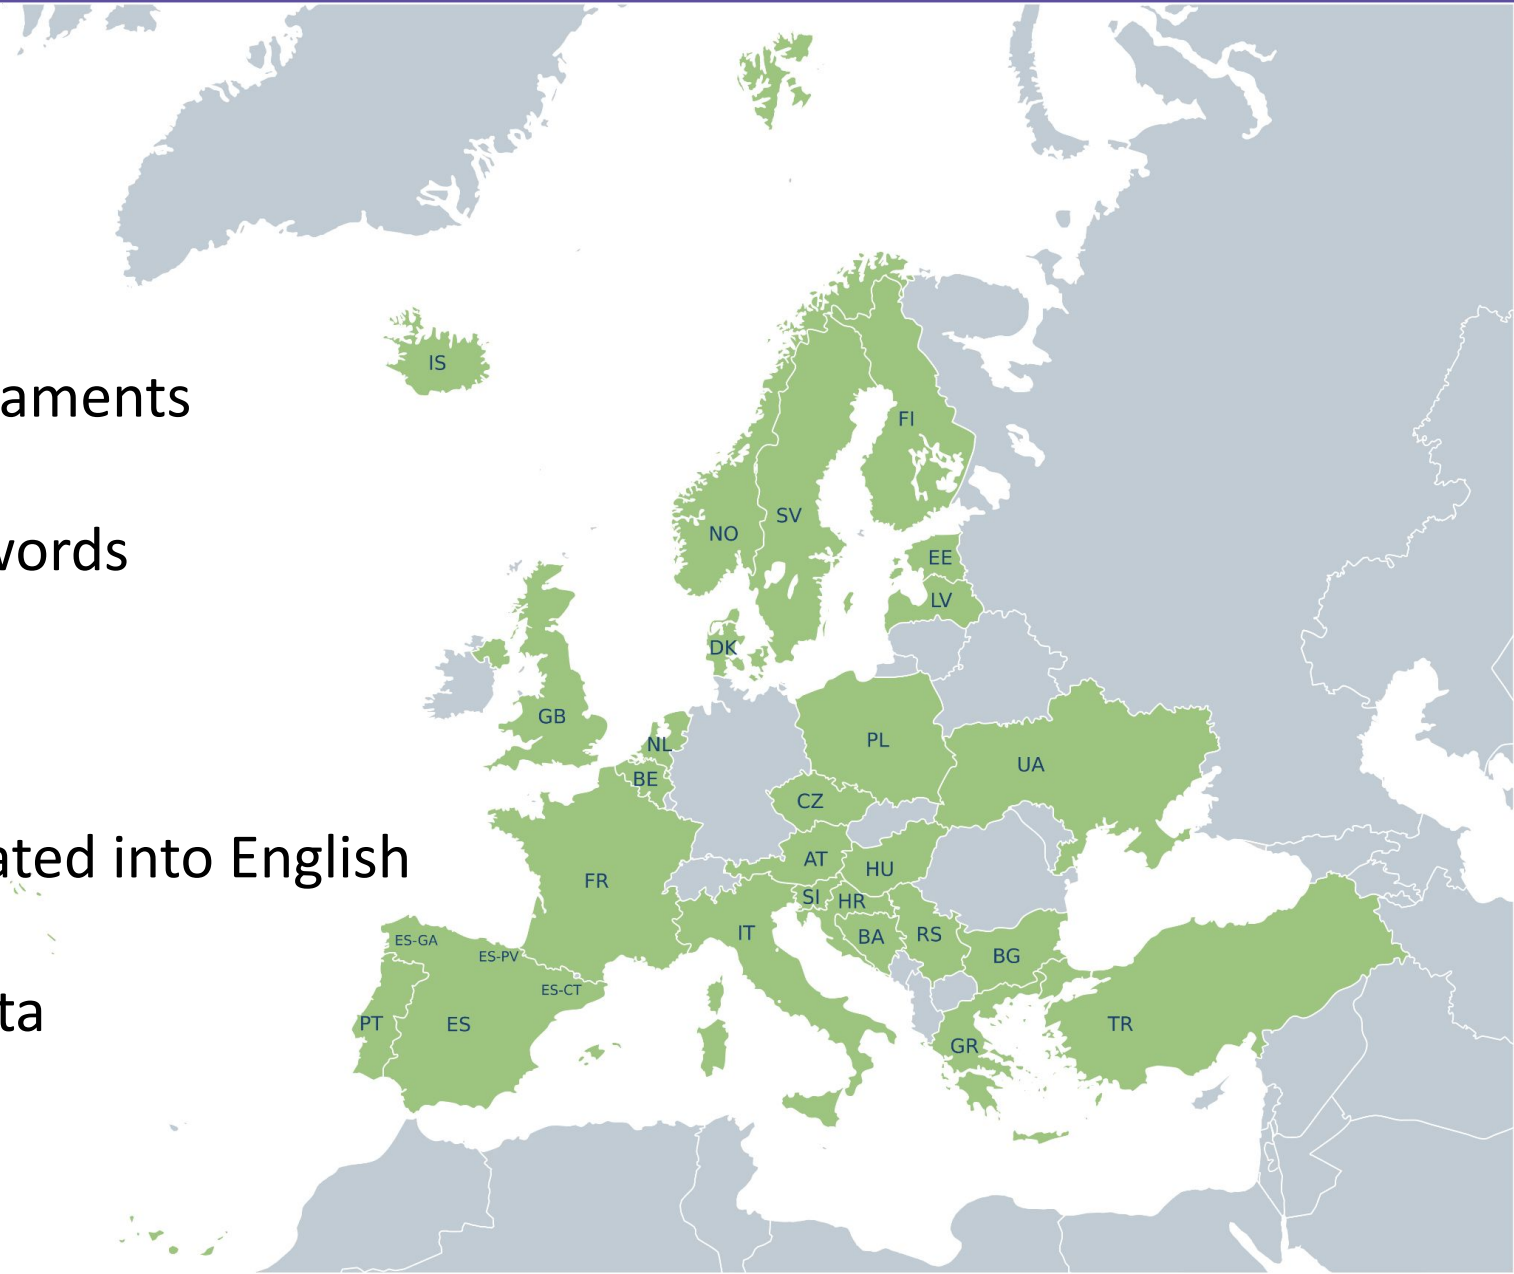 IS
aments
FI
SV
NO
words
EE
LV
DK
GB
PL
NL
UA
BE
CZ
ated into English
AT
HU
FR
SI
HR
IT
BA
RS
ES-GA
BG
ES-PV
ES-CT
ta
PT
ES
TR
GR